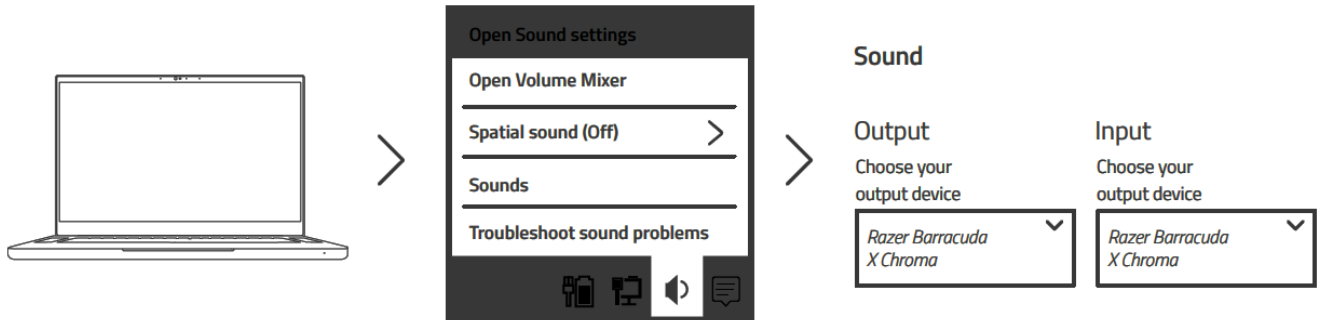 Open Sound settings
Open Volume Mixer
Spatial sound (Off)
Sounds
Troubleshoot sound problems
Sound
Output
Choose your
output device
Razer Barracuda
X Chroma
Input
Choose your
output device
Razer Barracuda
X Chroma